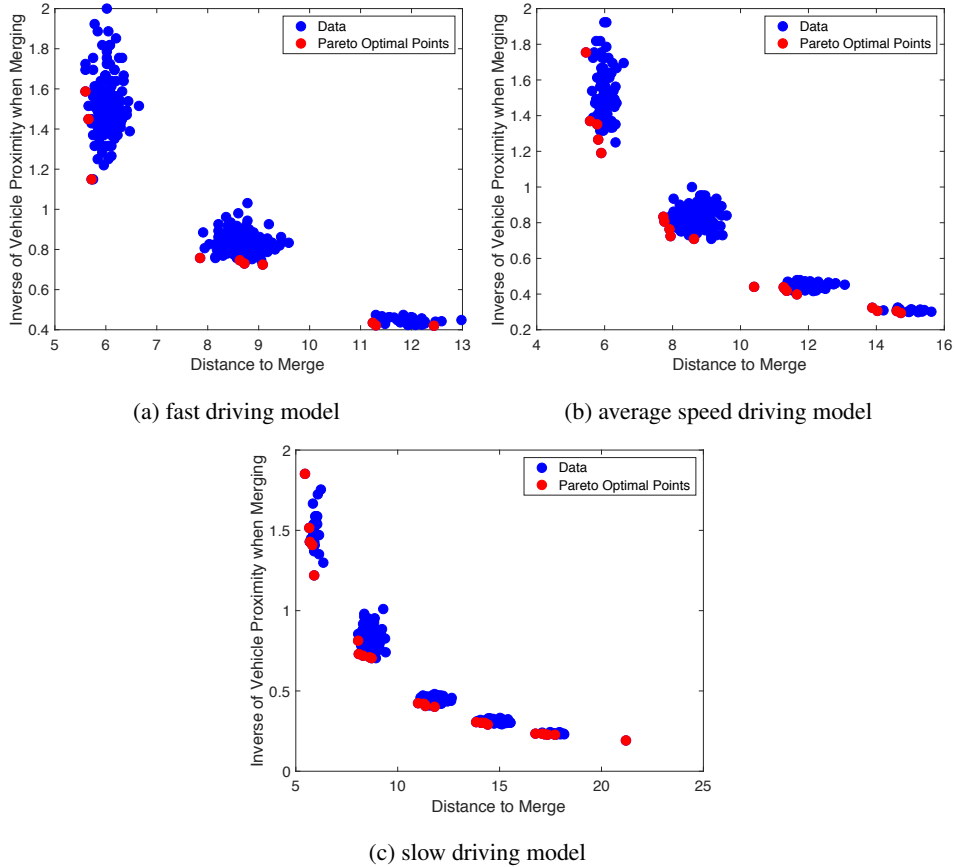 2
1.8
1.6
1.4
1.2
1
0.8
0.6
0.4
5 6 7 8 9 10 11 12 13
Inverse of Vehicle Proximity when Merging
Distance to Merge
Data
Pareto Optimal Points
(a) fast driving model
2
1.8
1.6
1.4
1.2
1
0.8
0.6
0.4
0.2
4 6 8 10 12 14 16
Inverse of Vehicle Proximity when Merging
Distance to Merge
Data
Pareto Optimal Points
(b) average speed driving model
2
1.5
1
0.5
0
5 10 15 20 25
Inverse of Vehicle Proximity when Merging
Distance to Merge
Data
Pareto Optimal Points
(c) slow driving model